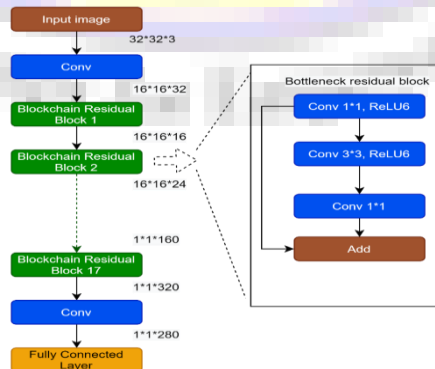 Input image
32*32*3
Conv
16*16*32
Blockchain Residual
Block 1
16*16*16
Blockchain Residual
Block 2
16*16*24
1*1*160
Blockchain Residual
Block 17
1*1*320
Conv
1*1*280
Fully Connected
Layer
Bottleneck residual block
Conv 1*1, ReLU6
Conv 3*3, ReLU6
Conv 1*1
Add